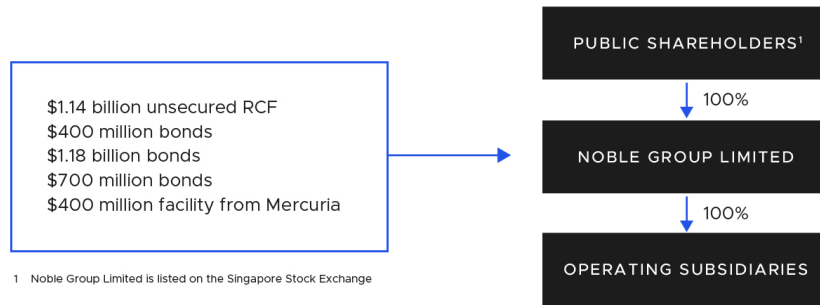 PUBLIC SHAREHOLDERS¹
100%
$1.14 billion unsecured RCF
$400 million bonds
$1.18 billion bonds
$700 million bonds
$400 million facility from Mercuria
NOBLE GROUP LIMITED
100%
OPERATING SUBSIDIARIES
1 Noble Group Limited is listed on the Singapore Stock Exchange